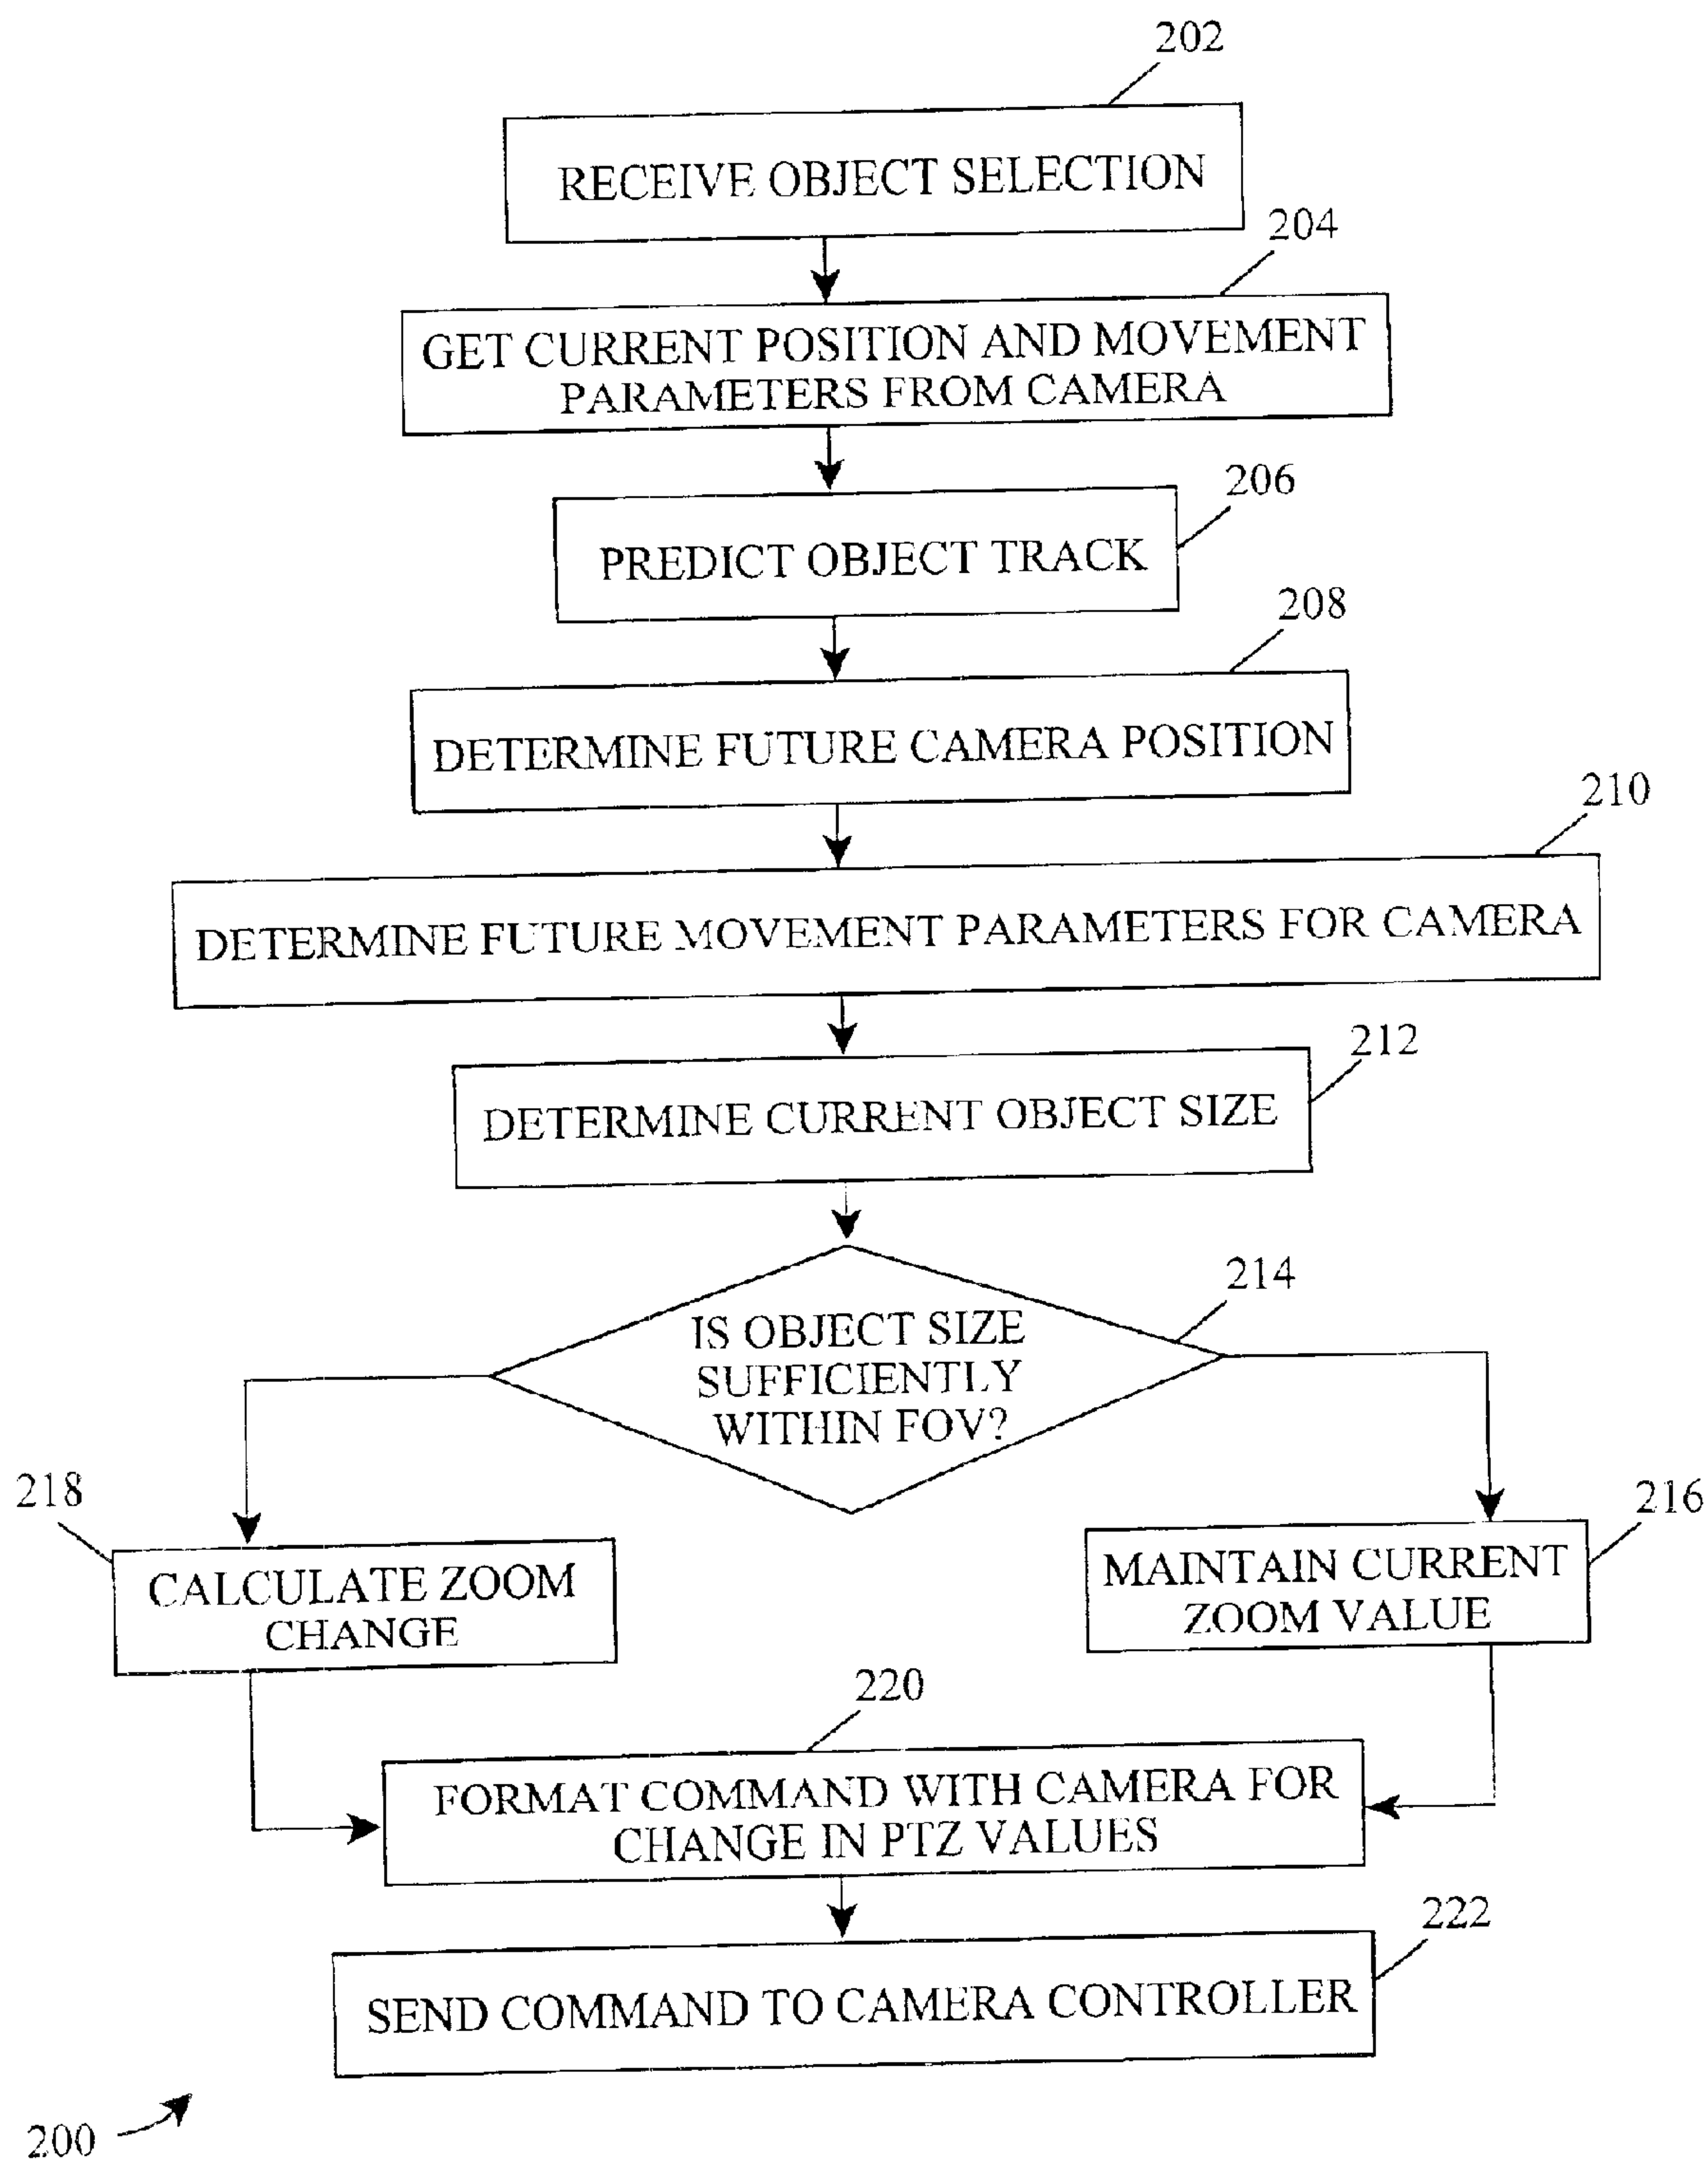 202
RECEIVE OBJECT SELECTION
204
GET CURRENT POSITION AND MOVEMENT
PARAMETERS FROM CAMERA
206
PREDICT OBJECT TRACK
208
DETERMINE FUTURE CAMERA POSITION
210
DETERMINE FUTURE MOVEMENT PARAMETERS FOR CAMERA
212
DETERMINE CURRENT OBJECT SIZE
214
IS OBJECT SIZE
SUFFICIENTLY
WITHIN FOV?
218
CALCULATE ZOOM
CHANGE
216
MAINTAIN CURRENT
ZOOM VALUE
220
FORMAT COMMAND WITH CAMERA FOR
CHANGE IN PTZ VALUES
222
SEND COMMAND TO CAMERA CONTROLLER
200